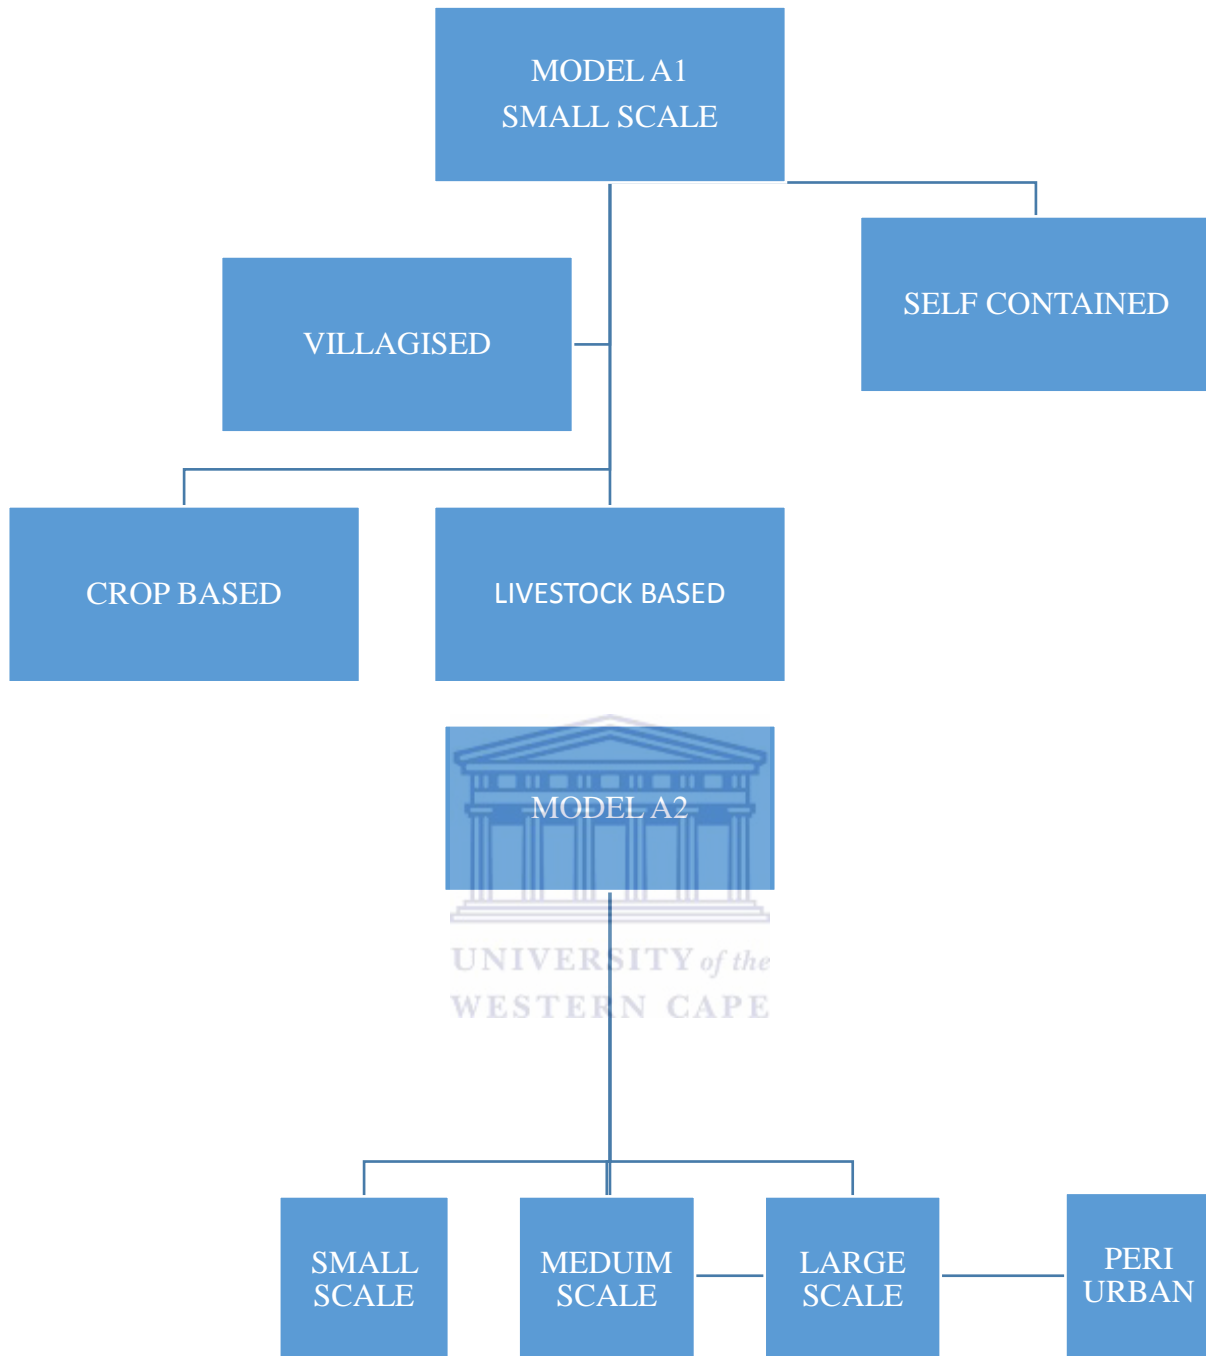 MODEL A1
SMALL SCALE
SELF CONTAINED
VILLAGISED
CROP BASED
LIVESTOCK BASED
MODEL A2
UNIVERSITY of the
WESTERN CAPE
SMALL
SCALE
MEDUIM
SCALE
LARGE
SCALE
PERI
URBAN